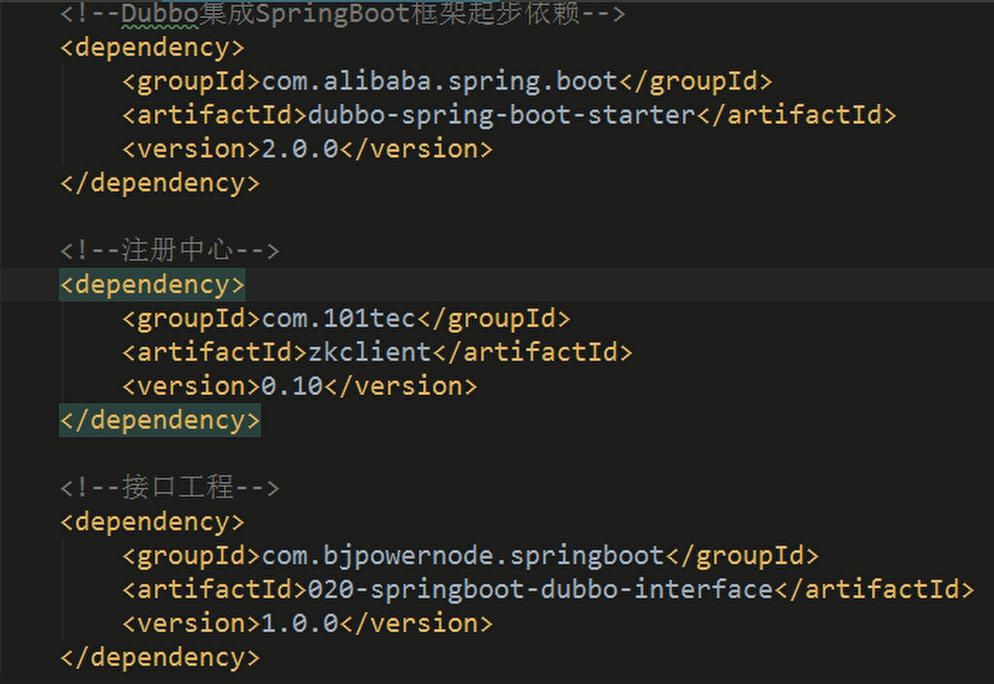 <!--Dubbo集成SpringBoot框架起步依赖-->
<dependency>
<groupId>com.alibaba.spring.boot</groupId>
<artifactId>dubbo-spring-boot-starter</artifactId>
<version>2.0.0</version>
</dependency>
<!--注册中心-->
<dependency>
<groupId>com.101tec</groupId>
<artifactId>zkclient</artifactId>
<version>0.10</version>
</dependency>
<!--接口工程-->
<dependency>
<groupId>com.bjpowernode.springboot</groupId>
<artifactId>020-springboot-dubbo-interface</artifactId>
<version>1.0.0</version>
</dependency>